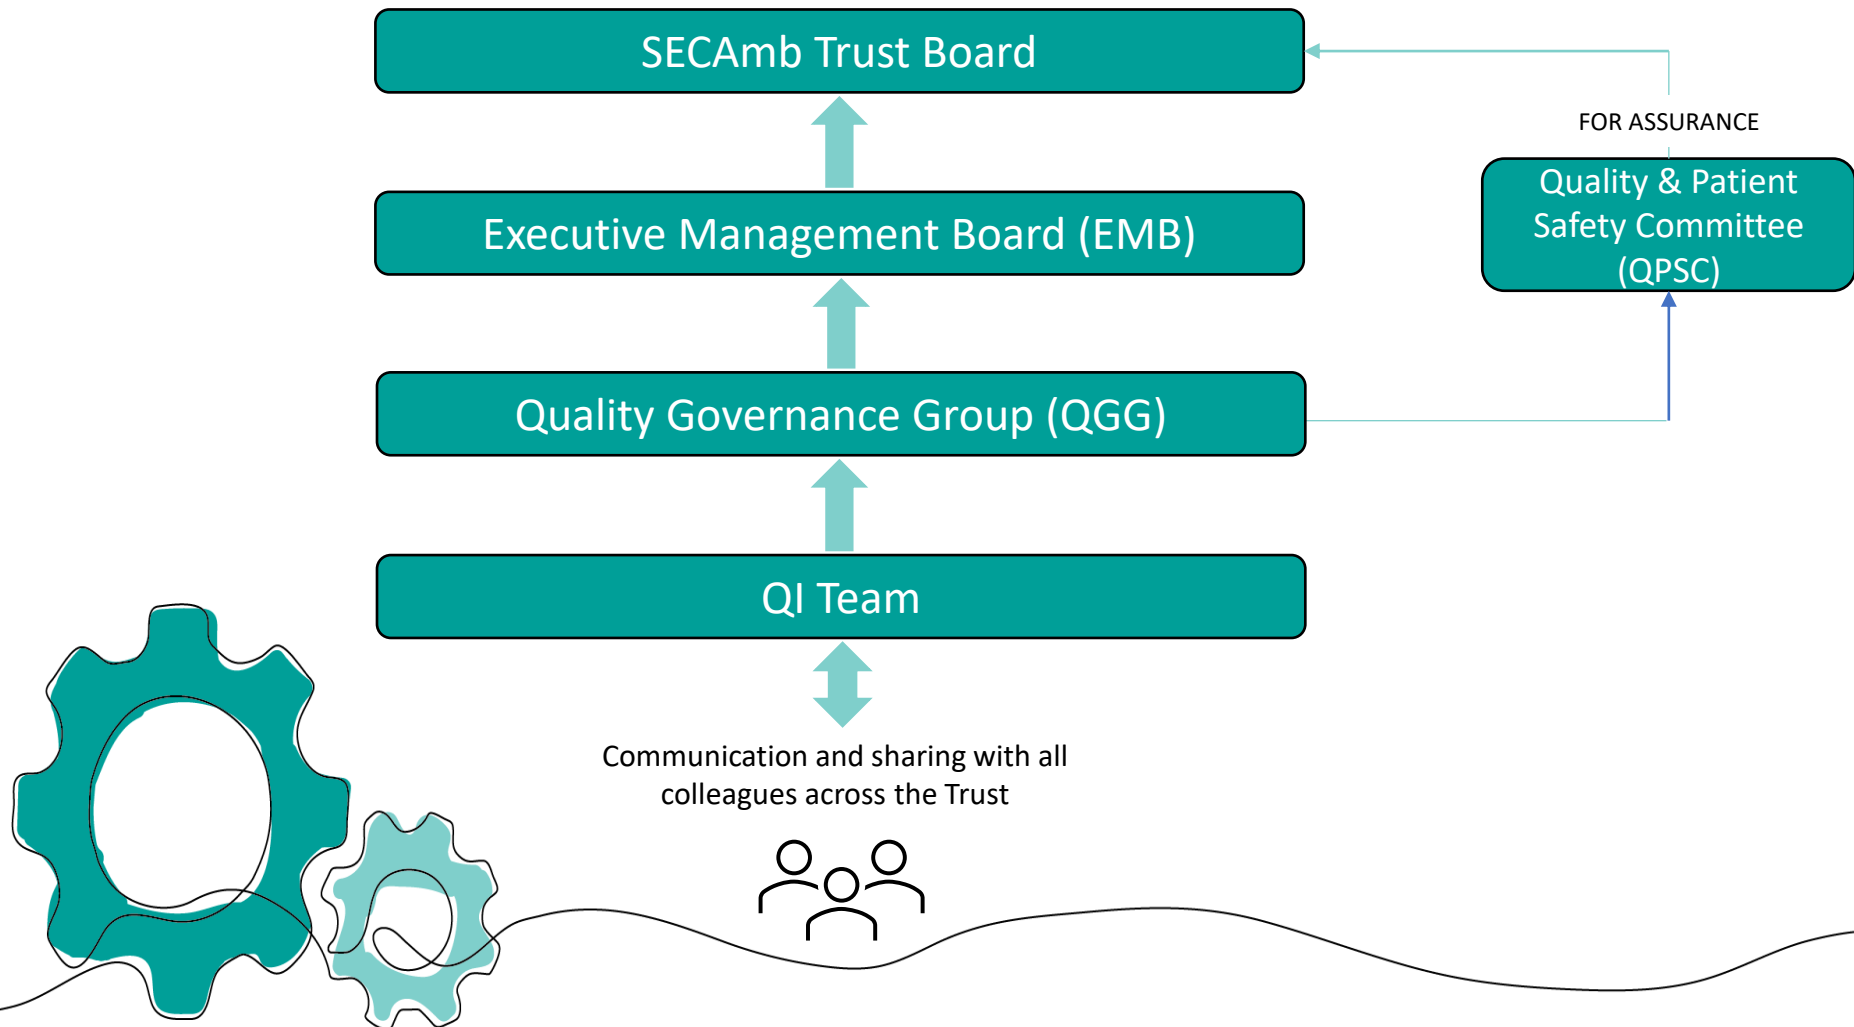 SECAmb Trust Board
FOR ASSURANCE
Quality & Patient
Safety Committee
(QPSC)
Executive Management Board (EMB)
Quality Governance Group (QGG)
QI Team
Communication and sharing with all
colleagues across the Trust